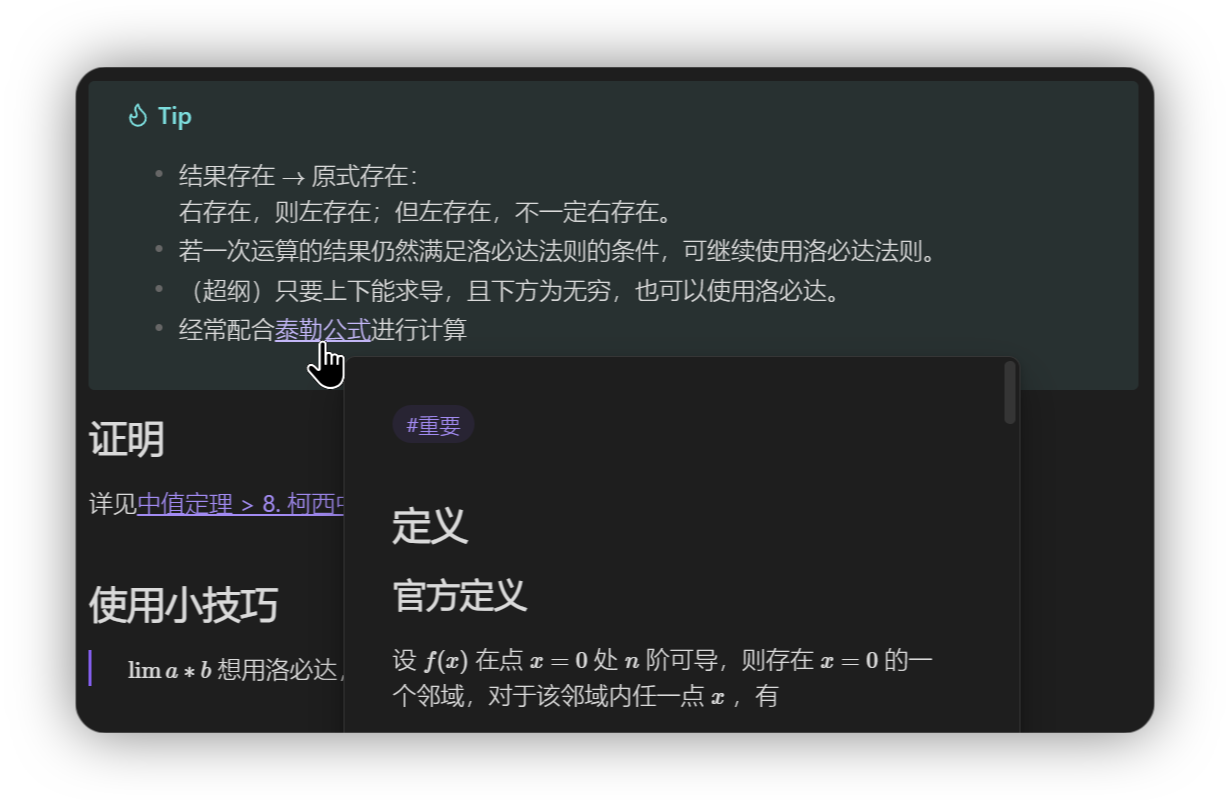 Tip
结果存在 → 原式存在：
右存在，则左存在；但左存在，不一定右存在。
若一次运算的结果仍然满足洛必达法则的条件，可继续使用洛必达法则。
（超纲）只要上下能求导，且下方为无穷，也可以使用洛必达。
经常配合泰勒公式进行计算
证明
详见中值定理 > 8. 柯西中
使用小技巧
lim a * b 想用洛必达，
#重要
定义
官方定义
设 f(x) 在点 x = 0 处 n 阶可导，则存在 x = 0 的一
个邻域，对于该邻域内任一点 x ，有